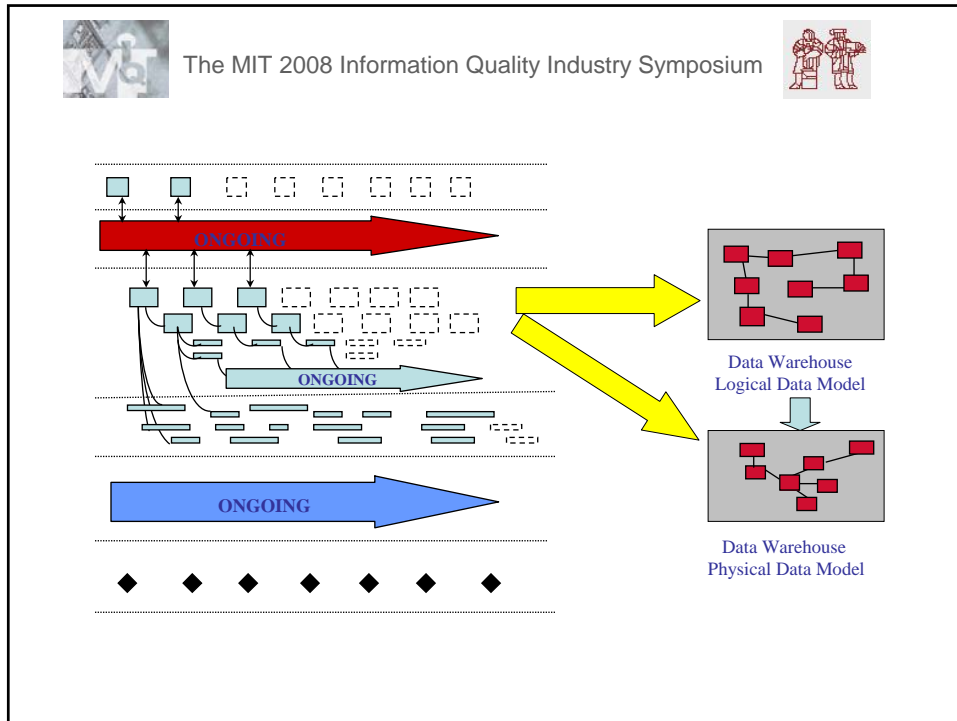 The MIT 2008 Information Quality Industry Symposium
ONGOING
ONGOING
ONGOING
Data Warehouse
Logical Data Model
Data Warehouse
Physical Data Model